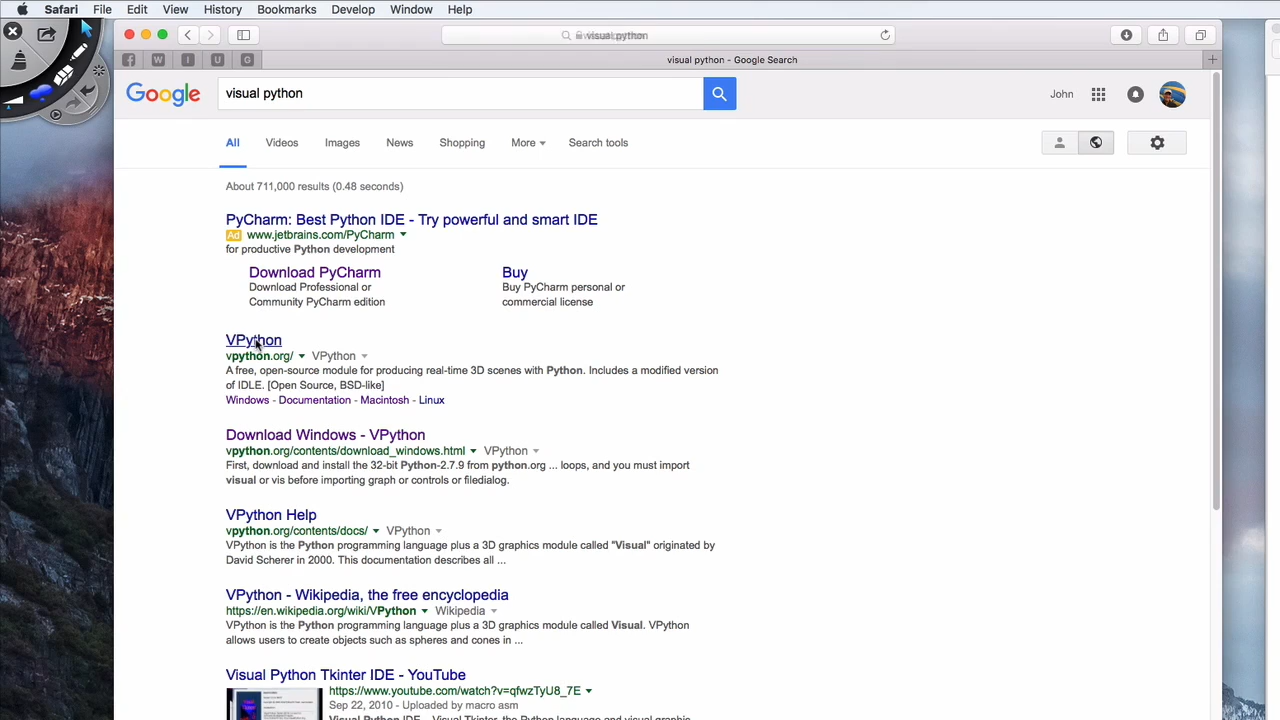 Safari File Edit View History Bookmarks Develop Window Help
visual python - Google Search
Google visual python John
All Videos Images News Shopping More Search tools
About 711,000 results (0.48 seconds)
PyCharm: Best Python IDE - Try powerful and smart IDE
Ad www.jetbrains.com/PyCharm
for productive Python development
Download PyCharm Buy
Download Professional or Buy PyCharm personal or
Community PyCharm edition commercial license
VPython
vpython.org/ VPython
A free, open-source module for producing real-time 3D scenes with Python. Includes a modified version
of IDLE. [Open Source, BSD-like]
Windows - Documentation - Macintosh - Linux
Download Windows - VPython
vpython.org/contents/download_windows.html VPython
First, download and install the 32-bit Python-2.7.9 from python.org ... loops, and you must import
visual or vis before importing graph or controls or filedialog.
VPython Help
vpython.org/contents/docs/ VPython
VPython is the Python programming language plus a 3D graphics module called "Visual" originated by
David Scherer in 2000. This documentation describes all ...
VPython - Wikipedia, the free encyclopedia
https://en.wikipedia.org/wiki/VPython Wikipedia
VPython is the Python programming language plus a 3D graphics module called Visual. VPython
allows users to create objects such as spheres and cones in ...
Visual Python Tkinter IDE - YouTube
https://www.youtube.com/watch?v=qfwzTyU8_7E
Sep 22, 2010 - Uploaded by macro asm
Visual Python IDE - Visual Tkinter, the Python language and visual graphic